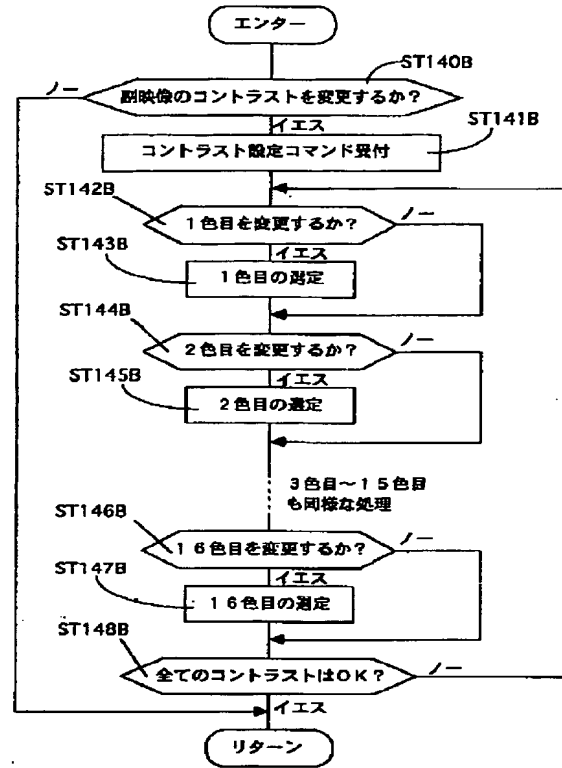 エンター
ST140B
ノー
副映像のコントラストを変更するか？
イエス
ST141B
コントラスト設定コマンド受付
ST142B
１色目を変更するか？
ノー
イエス
ST143B
１色目の選定
ST144B
２色目を変更するか？
ノー
イエス
ST145B
２色目の選定
３色目～１５色目
も同様な処理
ST146B
１６色目を変更するか？
ノー
イエス
ST147B
１６色目の選定
ST148B
全てのコントラストはＯＫ？
ノー
イエス
リターン